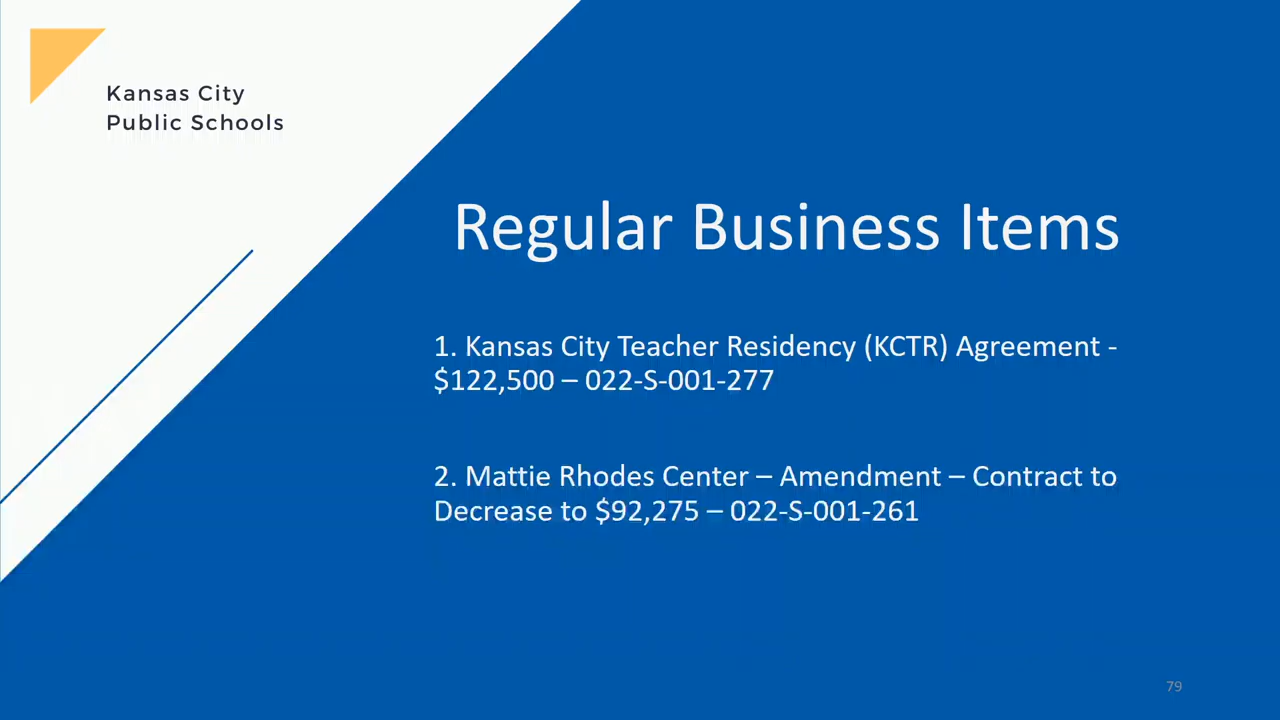 Kansas City
Public Schools
Regular Business Items
1. Kansas City Teacher Residency (KCTR) Agreement -
$122,500 – 022-S-001-277
2. Mattie Rhodes Center – Amendment – Contract to
Decrease to $92,275 – 022-S-001-261
79